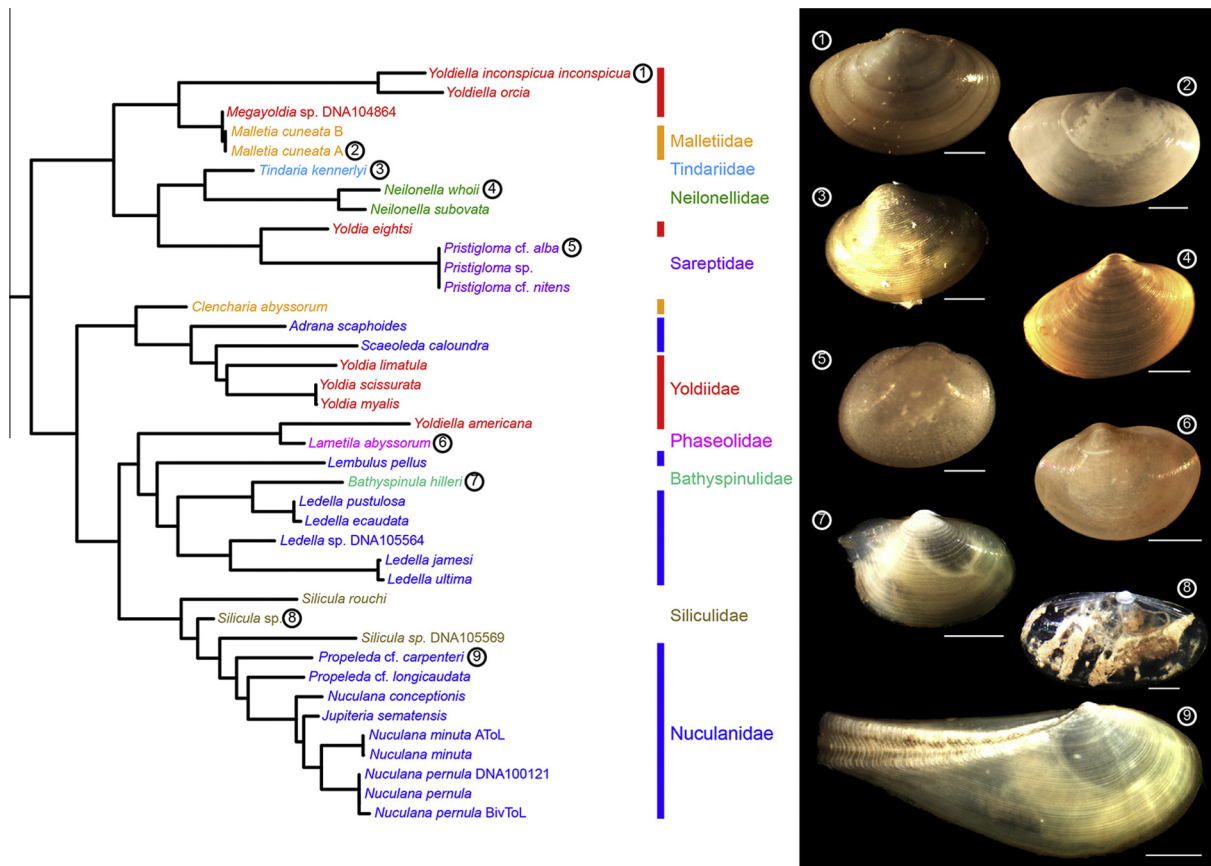 Yoldiella inconspicua inconspicua 1
Yoldiella orcia
Megayoldia sp. DNA104864
Malletia cuneata B
Malletiidae
Malletia cuneata A 2
Tindaria kennerlyi 3
Tindariidae
Neilonella whoii 4
Neilonellidae
Neilonella subovata
Yoldia eightsi
Pristigloma cf. alba 5
Pristigloma sp.
Sareptidae
Pristigloma cf. nitens
Clencharia abyssorum
Adrana scaphoides
Scaeoleda caloundra
Yoldia limatula
Yoldia scissurata
Yoldiidae
Yoldia myalis
Yoldiella americana
Lametila abyssorum 6
Phaseolidae
Lembulus pellus
Bathyspinula hilleri 7
Bathyspinulidae
Ledella pustulosa
Ledella ecaudata
Ledella sp. DNA105564
Ledella jamesi
Ledella ultima
Silicula rouchi
Silicula sp. 8
Siliculidae
Silicula sp. DNA105569
Propeleda cf. carpenteri 9
Propeleda cf. longicaudata
Nuculana conceptionis
Jupiteria sematensis
Nuculana minuta AToL
Nuculanidae
Nuculana minuta
Nuculana pernula DNA100121
Nuculana pernula
Nuculana pernula BivToL
1
2
3
4
5
6
7
8
9